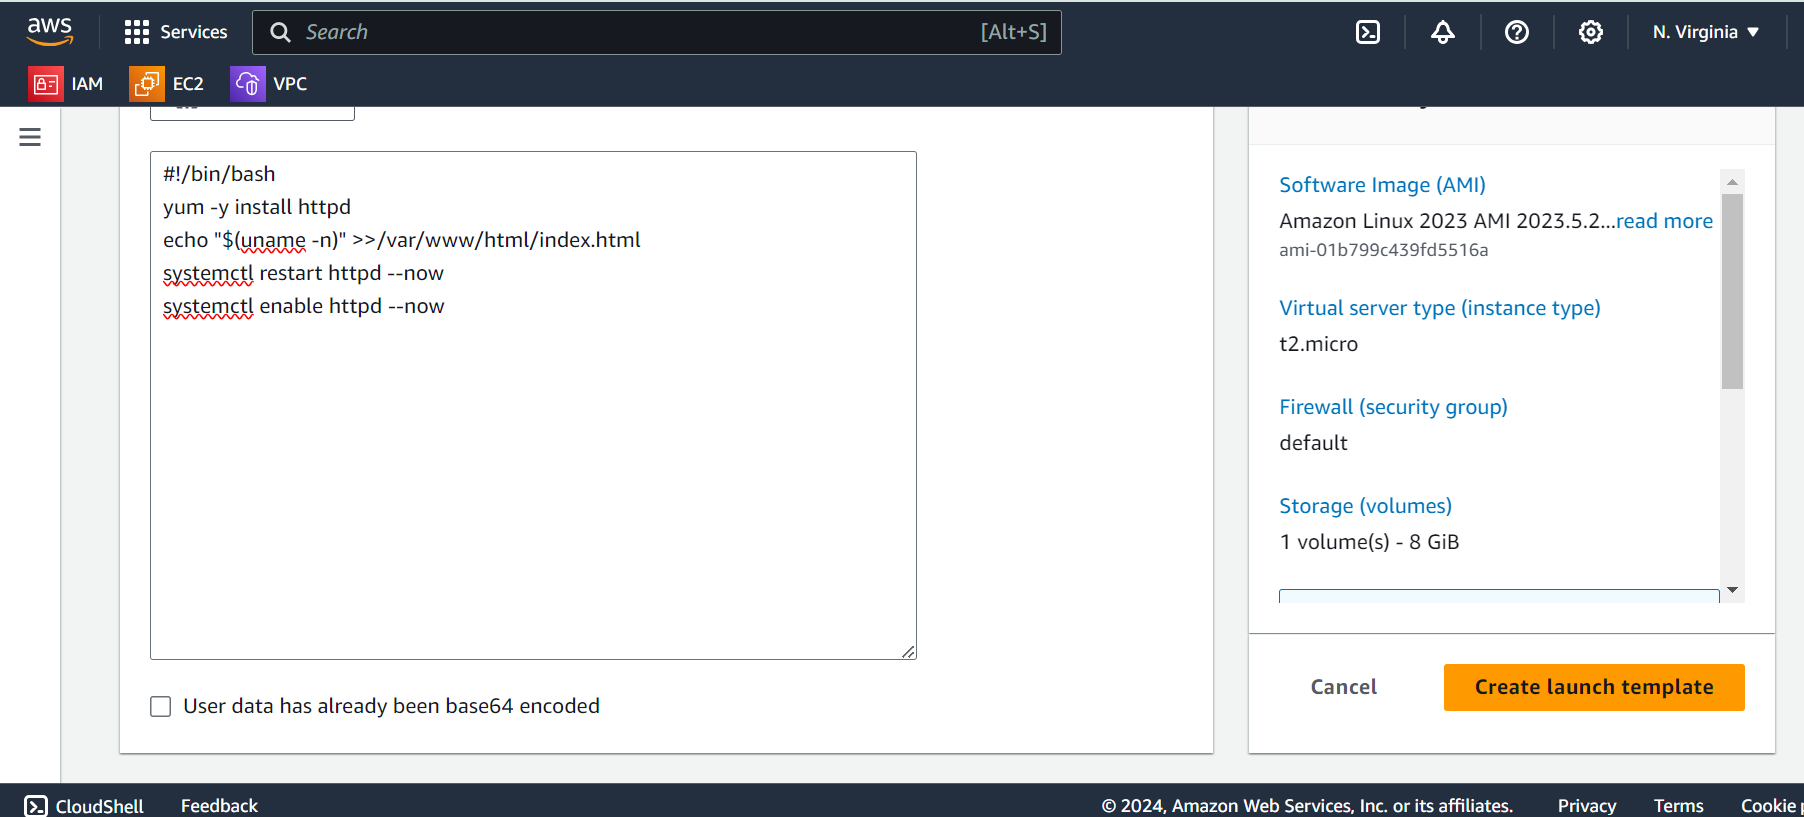 aws
Services
Search
[Alt+S]
N. Virginia
IAM
EC2
VPC
#!/bin/bash
yum -y install httpd
echo "$(uname -n)" >>/var/www/html/index.html
systemctl restart httpd --now
systemctl enable httpd --now
User data has already been base64 encoded
Software Image (AMI)
Amazon Linux 2023 AMI 2023.5.2...read more
ami-01b799c439fd5516a
Virtual server type (instance type)
t2.micro
Firewall (security group)
default
Storage (volumes)
1 volume(s) - 8 GiB
Cancel
Create launch template
CloudShell
Feedback
© 2024, Amazon Web Services, Inc. or its affiliates.
Privacy
Terms
Cookie